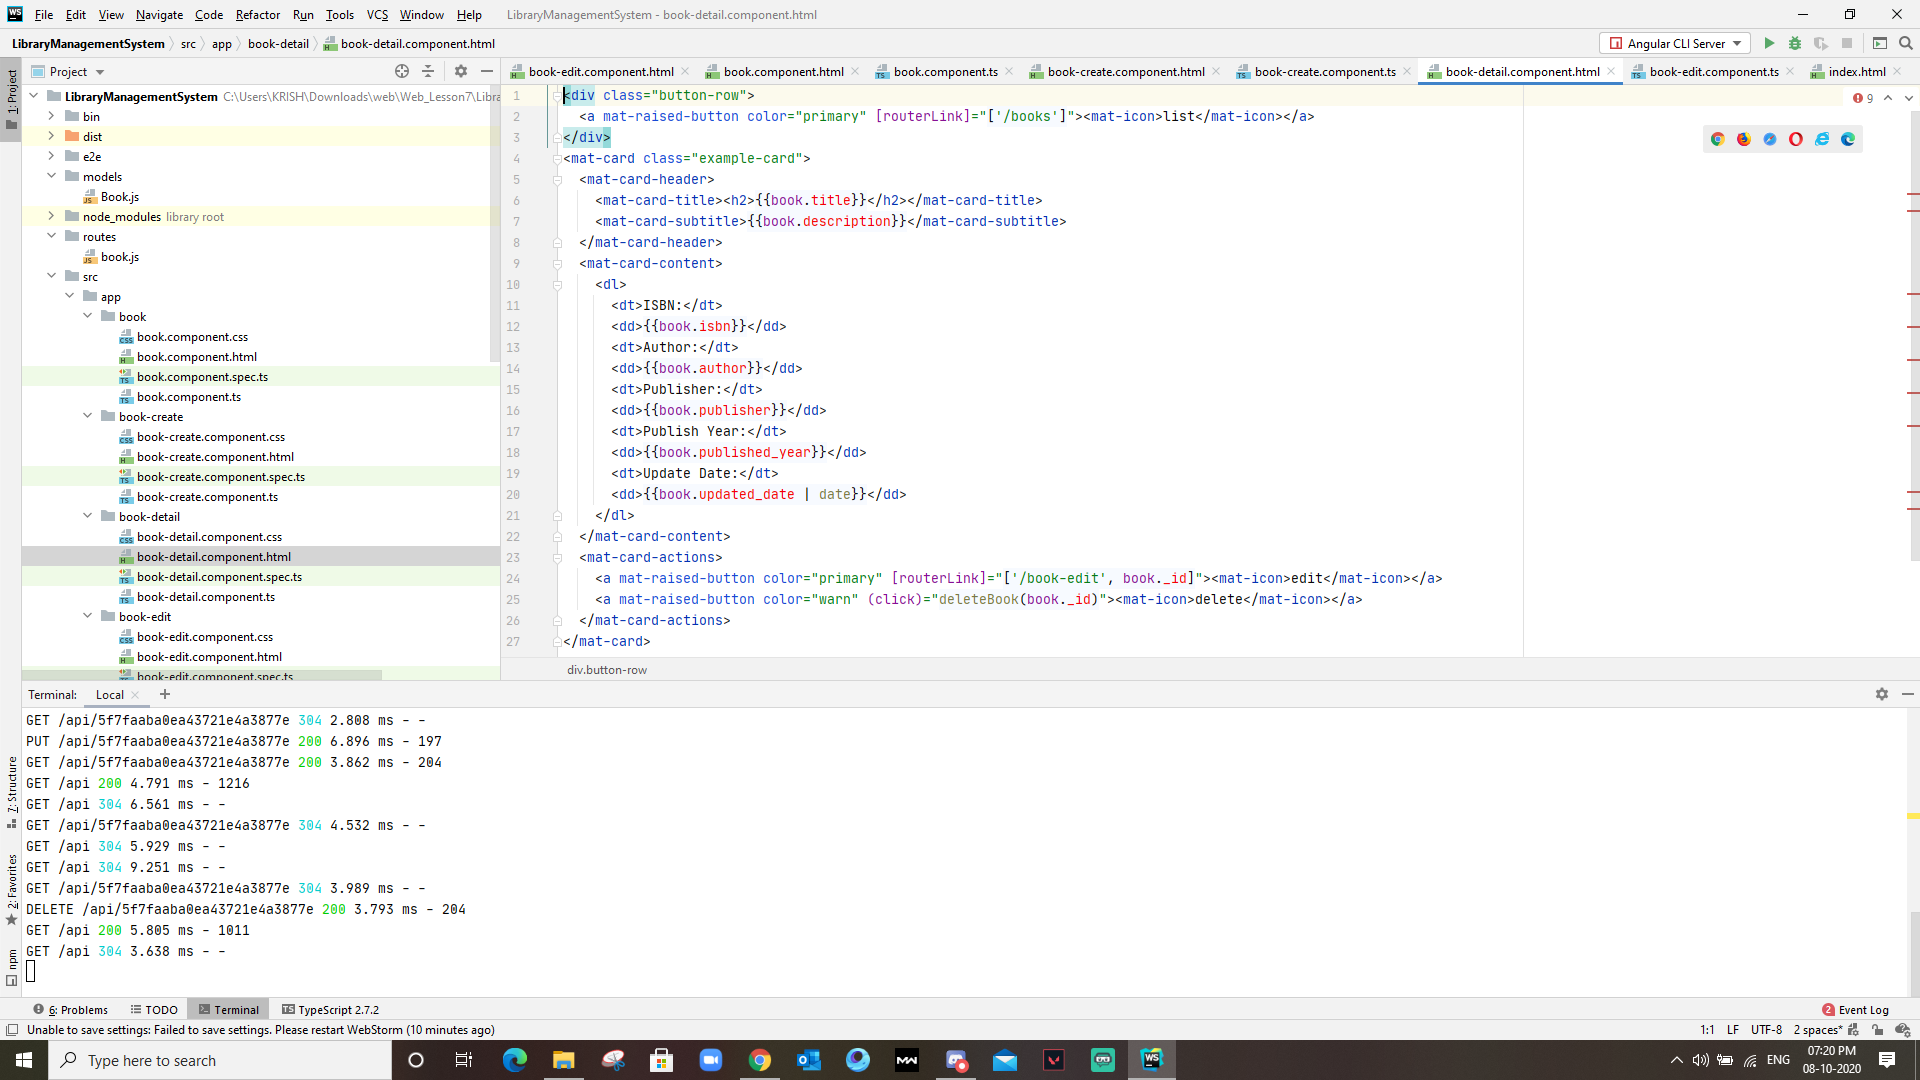 File Edit View Navigate Code Refactor Run Tools VCS Window Help LibraryManagementSystem - book-detail.component.html
LibraryManagementSystem src app book-detail book-detail.component.html Angular CLI Server
Project
book-edit.component.html book.component.html book.component.ts book-create.component.html book-create.component.ts book-detail.component.html book-edit.component.ts index.html
1: Project
LibraryManagementSystem C:\Users\KRISH\Downloads\web\Web_Lesson7\Libra
bin
dist
e2e
models
Book.js
node_modules library root
routes
book.js
src
app
book
book.component.css
book.component.html
book.component.spec.ts
book.component.ts
book-create
book-create.component.css
book-create.component.html
book-create.component.spec.ts
book-create.component.ts
book-detail
book-detail.component.css
book-detail.component.html
book-detail.component.spec.ts
book-detail.component.ts
book-edit
book-edit.component.css
book-edit.component.html
book-edit.component.spec.ts
9
1 <div class="button-row">
2 <a mat-raised-button color="primary" [routerLink]="['/books']"><mat-icon>list</mat-icon></a>
3 </div>
4 <mat-card class="example-card">
5 <mat-card-header>
6 <mat-card-title><h2>{{book.title}}</h2></mat-card-title>
7 <mat-card-subtitle>{{book.description}}</mat-card-subtitle>
8 </mat-card-header>
9 <mat-card-content>
10 <dl>
11 <dt>ISBN:</dt>
12 <dd>{{book.isbn}}</dd>
13 <dt>Author:</dt>
14 <dd>{{book.author}}</dd>
15 <dt>Publisher:</dt>
16 <dd>{{book.publisher}}</dd>
17 <dt>Publish Year:</dt>
18 <dd>{{book.published_year}}</dd>
19 <dt>Update Date:</dt>
20 <dd>{{book.updated_date | date}}</dd>
21 </dl>
22 </mat-card-content>
23 <mat-card-actions>
24 <a mat-raised-button color="primary" [routerLink]="['/book-edit', book._id]"><mat-icon>edit</mat-icon></a>
25 <a mat-raised-button color="warn" (click)="deleteBook(book._id)"><mat-icon>delete</mat-icon></a>
26 </mat-card-actions>
27 </mat-card>
div.button-row
Terminal: Local
GET /api/5f7faaba0ea43721e4a3877e 304 2.808 ms - -
PUT /api/5f7faaba0ea43721e4a3877e 200 6.896 ms - 197
GET /api/5f7faaba0ea43721e4a3877e 200 3.862 ms - 204
GET /api 200 4.791 ms - 1216
GET /api 304 6.561 ms - -
GET /api/5f7faaba0ea43721e4a3877e 304 4.532 ms - -
GET /api 304 5.929 ms - -
GET /api 304 9.251 ms - -
GET /api/5f7faaba0ea43721e4a3877e 304 3.989 ms - -
DELETE /api/5f7faaba0ea43721e4a3877e 200 3.793 ms - 204
GET /api 200 5.805 ms - 1011
GET /api 304 3.638 ms - -
7: Structure
2: Favorites
npm
6: Problems TODO Terminal TypeScript 2.7.2 2 Event Log
Unable to save settings: Failed to save settings. Please restart WebStorm (10 minutes ago) 1:1 LF UTF-8 2 spaces*
Type here to search
ENG
07:20 PM
08-10-2020